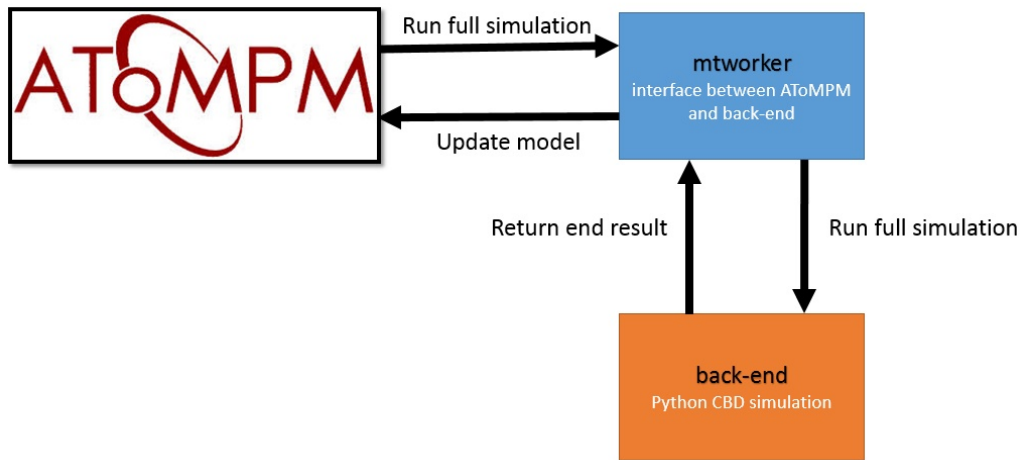 Run full simulation
AToMPM
Update model
mtworker
interface between AToMPM
and back-end
Return end result
Run full simulation
back-end
Python CBD simulation